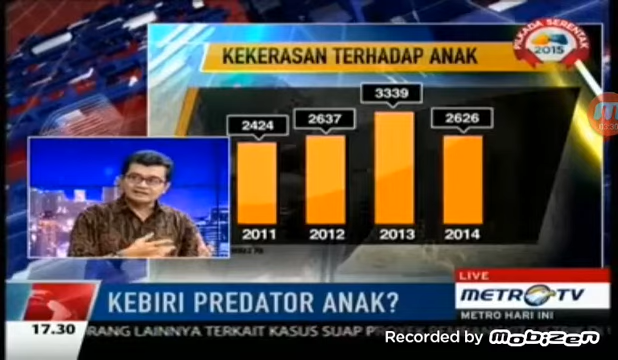 PILKADA SERENTAK
2015
KEKERASAN TERHADAP ANAK
3339
2424
2637
2626
2011
2012
2013
2014
LIVE
KEBIRI PREDATOR ANAK?
METRO TV
METRO HARI INI
17.30
RANG LAINNYA TERKAIT KASUS SUAP
Recorded by mobizen